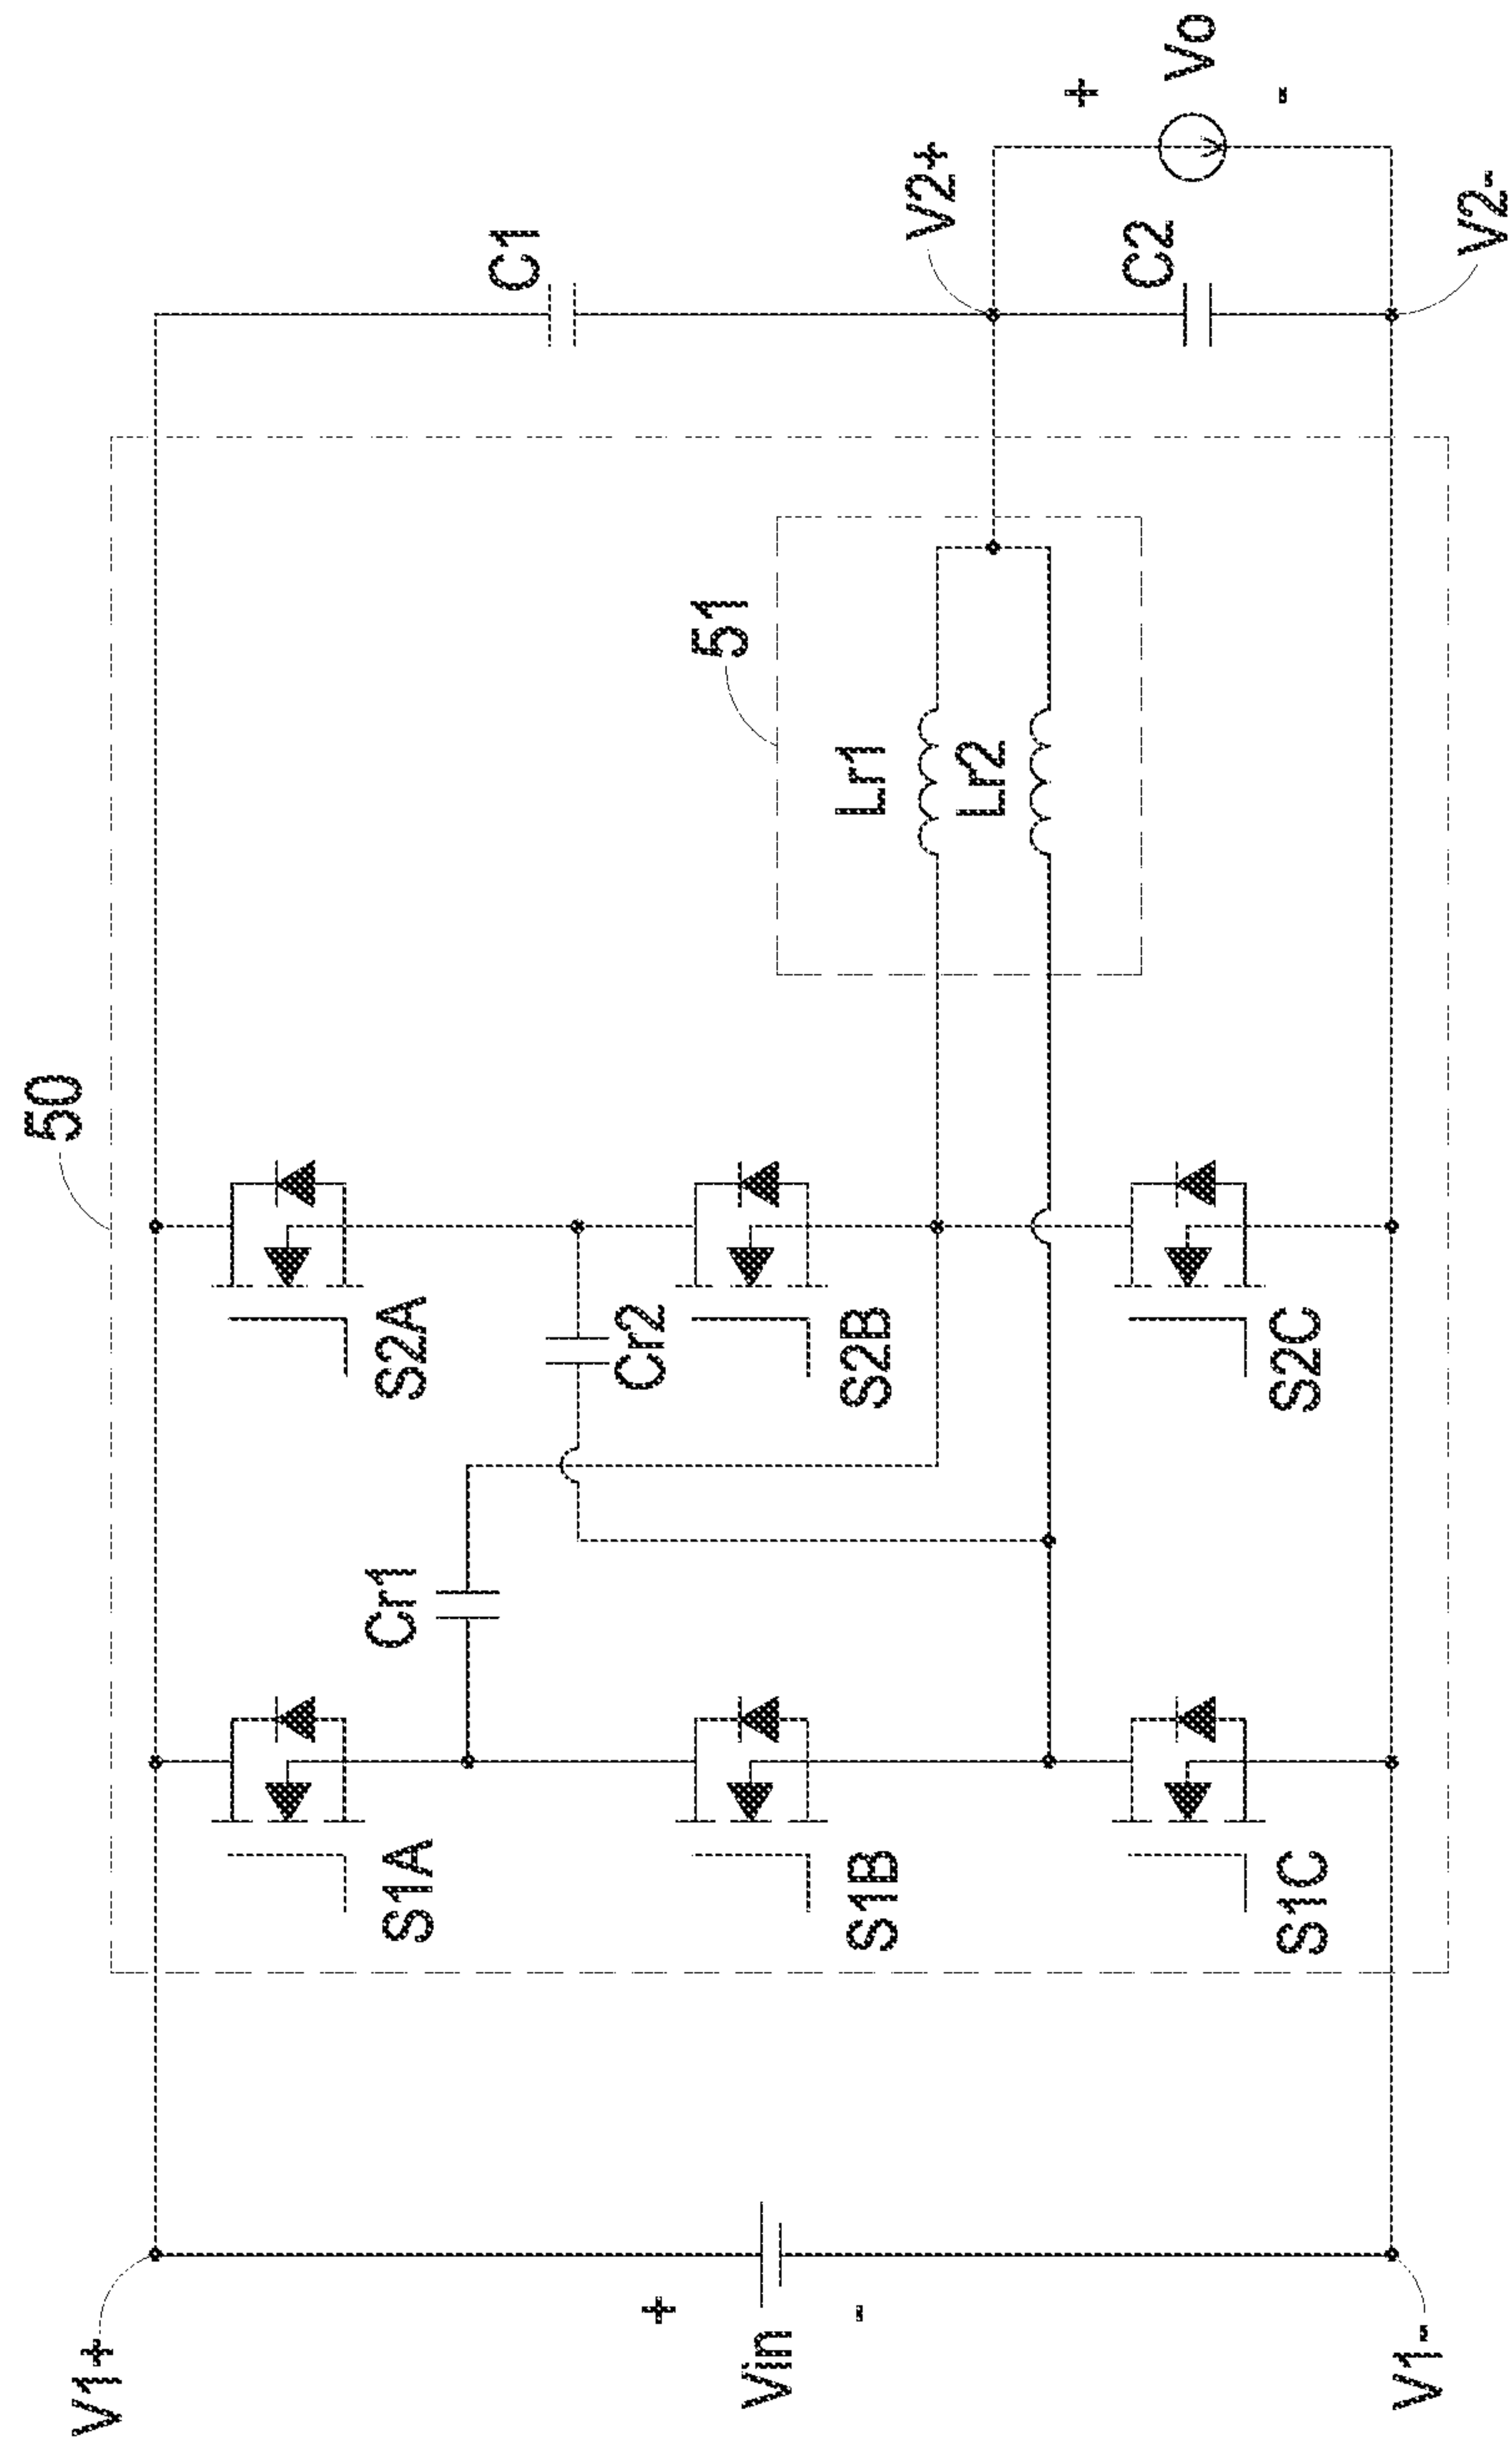 50
V1+
Vin
+
-
V1-
S1A
S1B
S1C
Cr1
Cr2
S2A
S2B
S2C
51
Lr1
Lr2
C1
V2+
C2
V2-
+
Vo
-